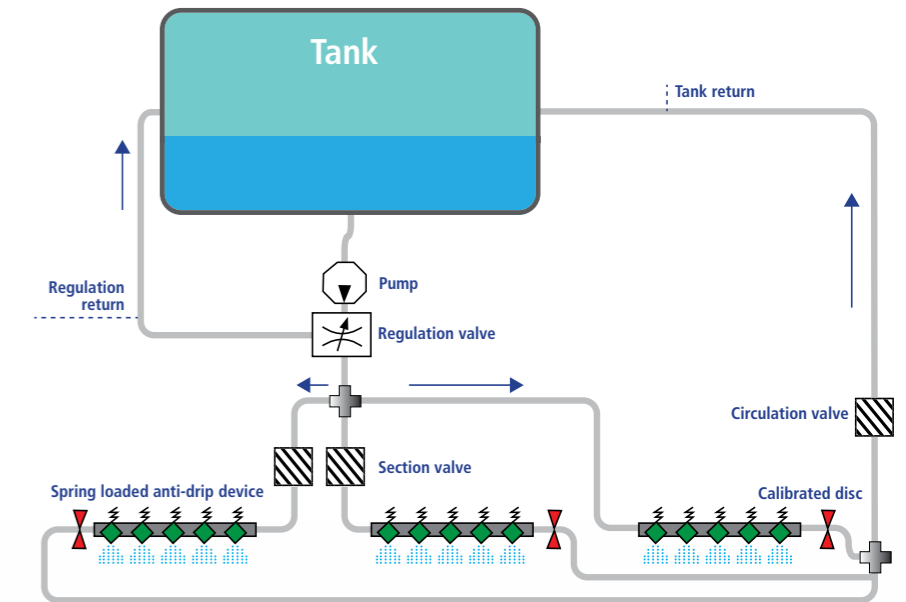 Tank
Tank return
Pump
Regulation
return
Regulation valve
Circulation valve
Section valve
Spring loaded anti-drip device
Calibrated disc